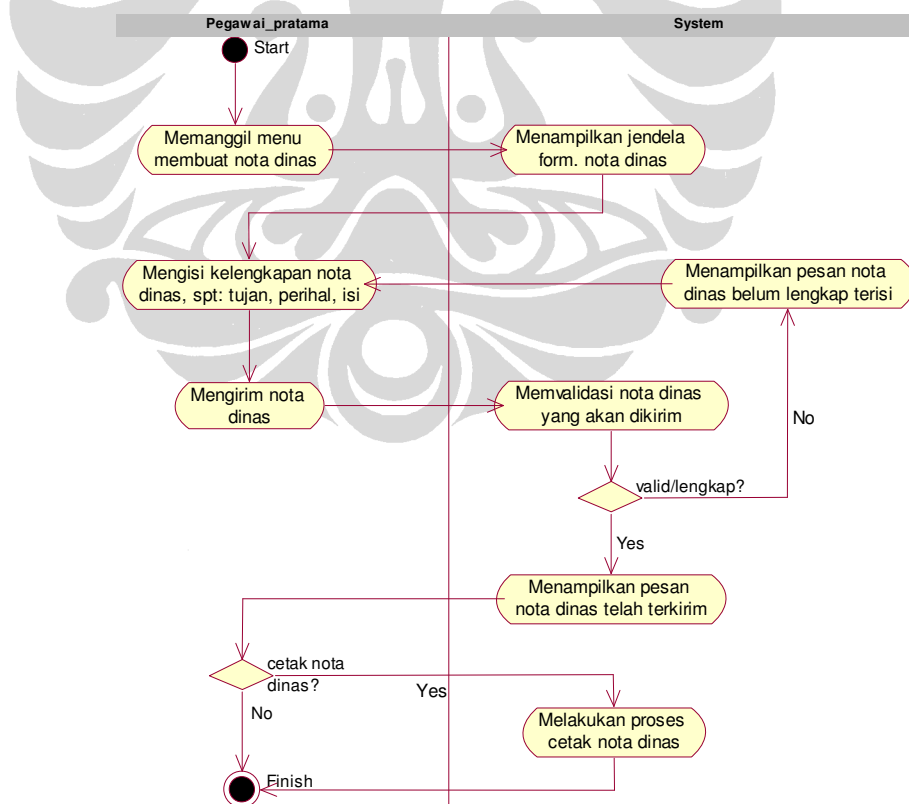 Pegawai_pratama
System
Start
Memanggil menu
membuat nota dinas
Menampilkan jendela
form. nota dinas
Mengisi kelengkapan nota
dinas, spt: tujan, perihal, isi
Menampilkan pesan nota
dinas belum lengkap terisi
Mengirim nota
dinas
Memvalidasi nota dinas
yang akan dikirim
No
valid/lengkap?
Yes
Menampilkan pesan
nota dinas telah terkirim
cetak nota
dinas?
Yes
No
Melakukan proses
cetak nota dinas
Finish